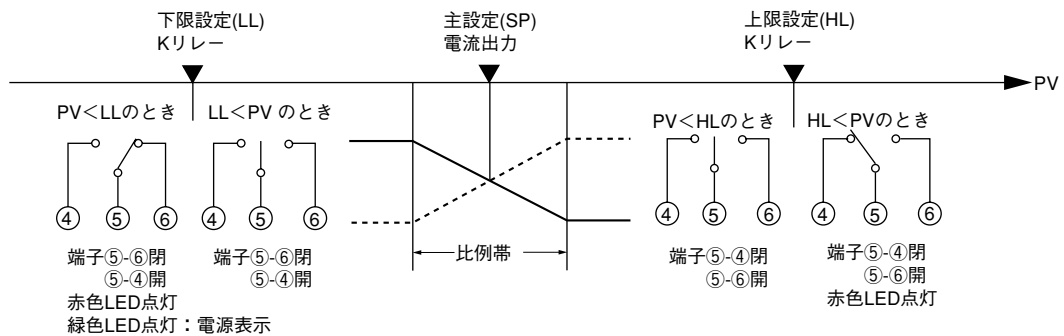 下限設定(LL)
Kリレー
主設定(SP)
電流出力
上限設定(HL)
Kリレー
PV
PV＜LLのとき
LL＜PV のとき
PV＜HLのとき
HL＜PVのとき
④ ⑤ ⑥
④ ⑤ ⑥
④ ⑤ ⑥
④ ⑤ ⑥
比例帯
端子⑤-⑥閉
⑤-④開
赤色LED点灯
緑色LED点灯：電源表示
端子⑤-⑥閉
⑤-④開
端子⑤-④閉
⑤-⑥開
端子⑤-④閉
⑤-⑥開
赤色LED点灯